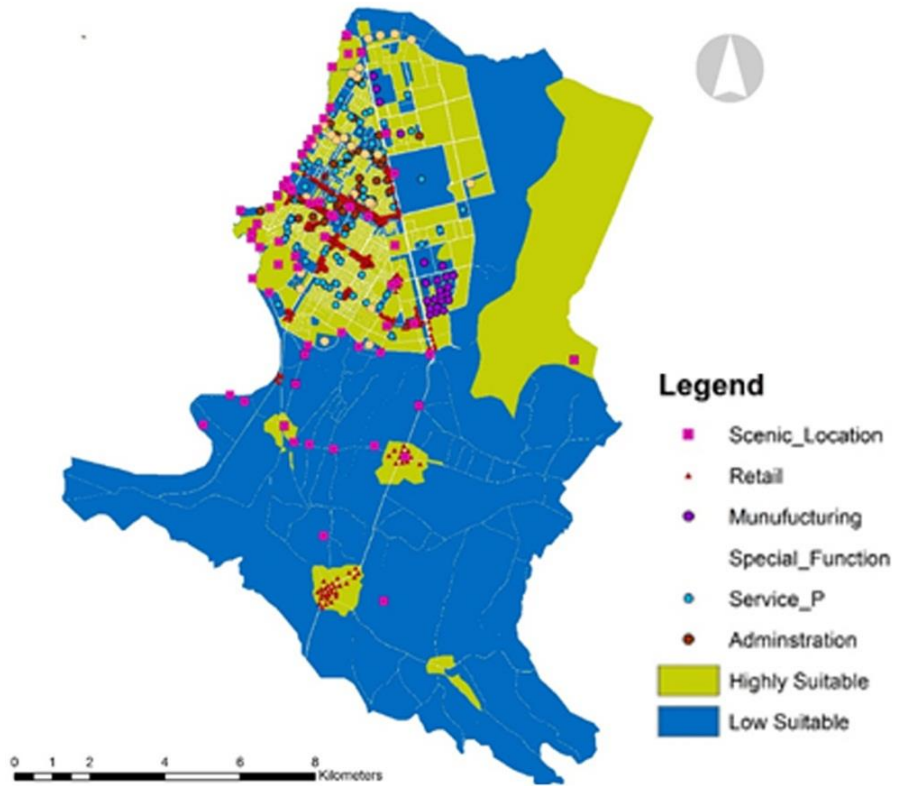 Legend
Scenic_Location
Retail
Munufucturing
Special_Function
Service_P
Adminstration
Highly Suitable
Low Suitable
0 1 2 4 6 8
Kilometers